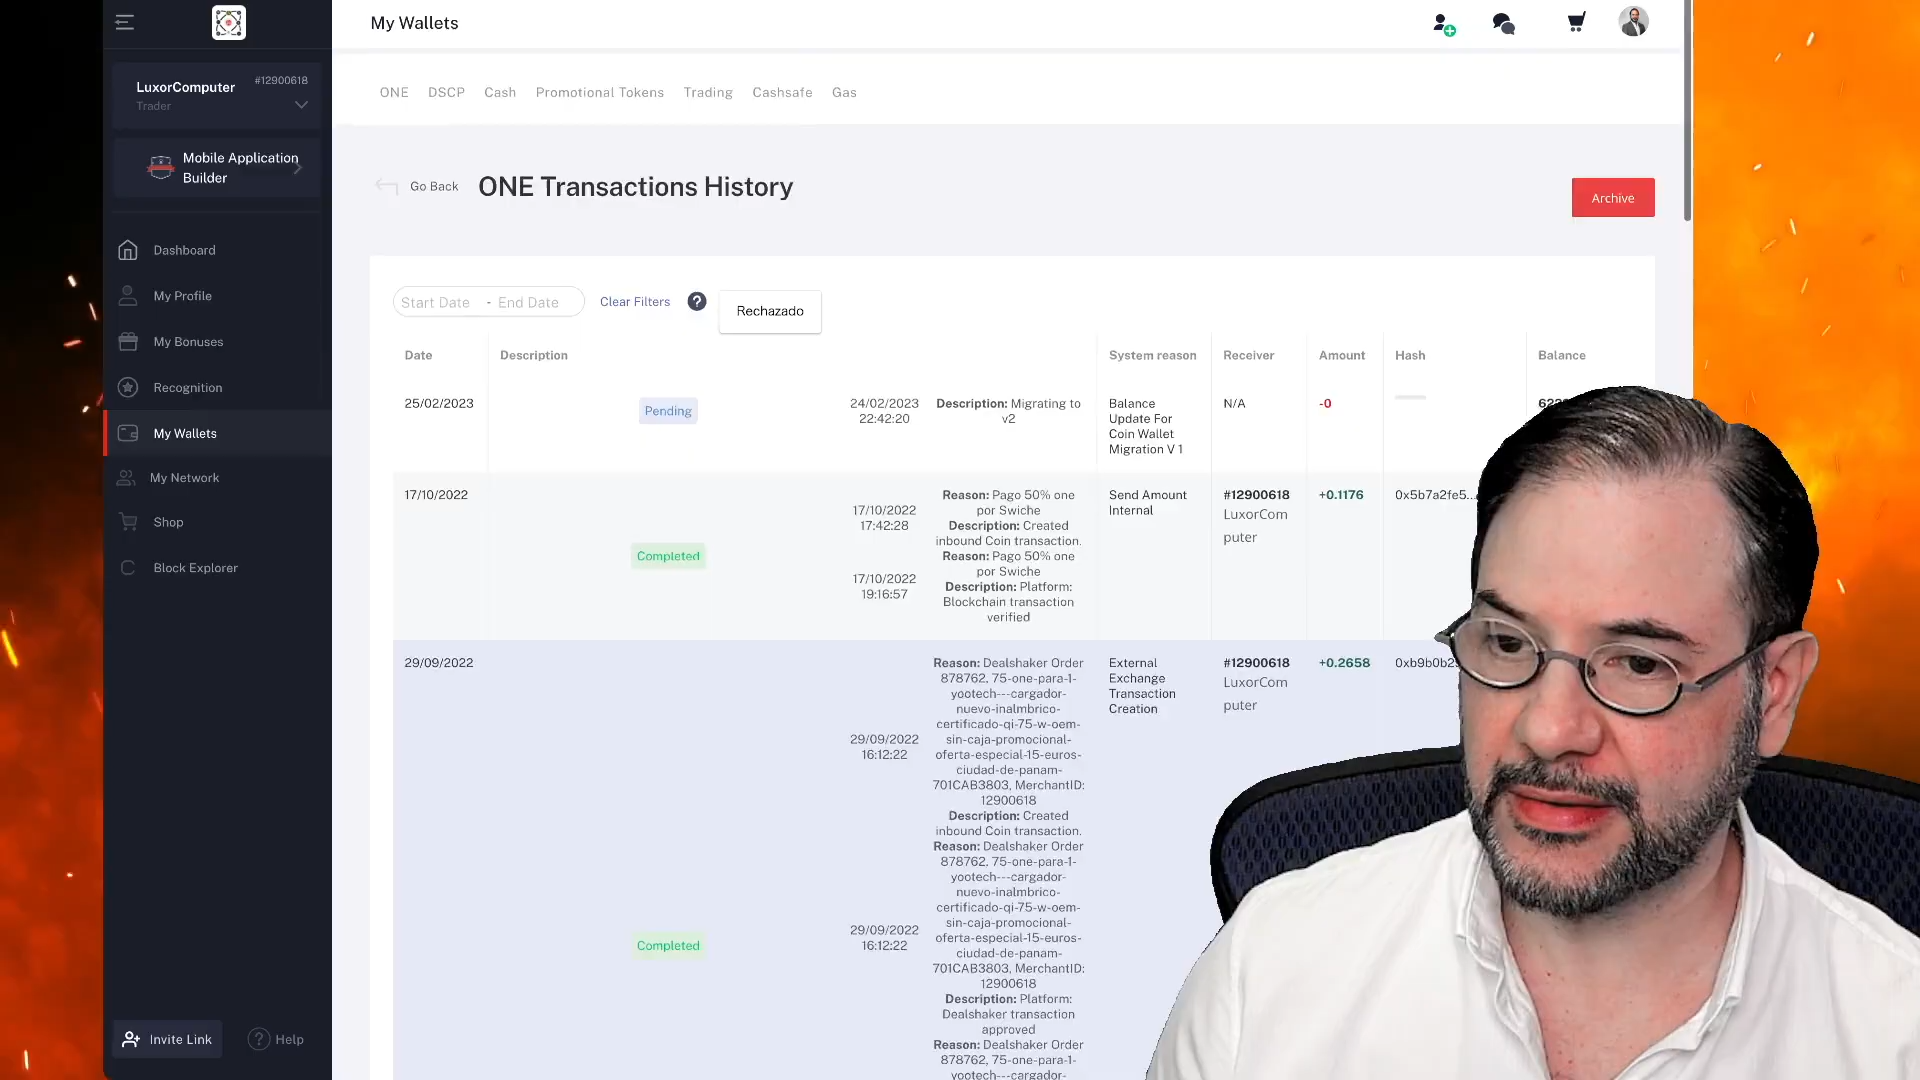 My Wallets
LuxorComputer
#12900618
Trader
Mobile Application
Builder
Dashboard
My Profile
My Bonuses
Recognition
My Wallets
My Network
Shop
Block Explorer
Invite Link
Help
ONE DSCP Cash Promotional Tokens Trading Cashsafe Gas
Go Back
ONE Transactions History
Archive
Start Date - End Date
Clear Filters
?
Rechazado
Date Description System reason Receiver Amount Hash Balance
25/02/2023
Pending
24/02/2023
22:42:20
Description: Migrating to
v2
Balance
Update For
Coin Wallet
Migration V 1
N/A
-0
17/10/2022
Completed
17/10/2022
17:42:28
17/10/2022
19:16:57
Reason: Pago 50% one
por Swiche
Description: Created
inbound Coin transaction.
Reason: Pago 50% one
por Swiche
Description: Platform:
Blockchain transaction
verified
Send Amount
Internal
#12900618
LuxorCom
puter
+0.1176
0x5b7a2fe5...
29/09/2022
Completed
29/09/2022
16:12:22
29/09/2022
16:12:22
Reason: Dealshaker Order
878762, 75-one-para-1-
yootech---cargador-
nuevo-inalmbrico-
certificado-qi-75-w-oem-
sin-caja-promocional-
oferta-especial-15-euros-
ciudad-de-panam-
701CAB3803, MerchantID:
12900618
Description: Created
inbound Coin transaction.
Reason: Dealshaker Order
878762, 75-one-para-1-
yootech---cargador-
nuevo-inalmbrico-
certificado-qi-75-w-oem-
sin-caja-promocional-
oferta-especial-15-euros-
ciudad-de-panam-
701CAB3803, MerchantID:
12900618
Description: Platform:
Dealshaker transaction
approved
Reason: Dealshaker Order
878762, 75-one-para-1-
yootech---cargador-
External
Exchange
Transaction
Creation
#12900618
LuxorCom
puter
+0.2658